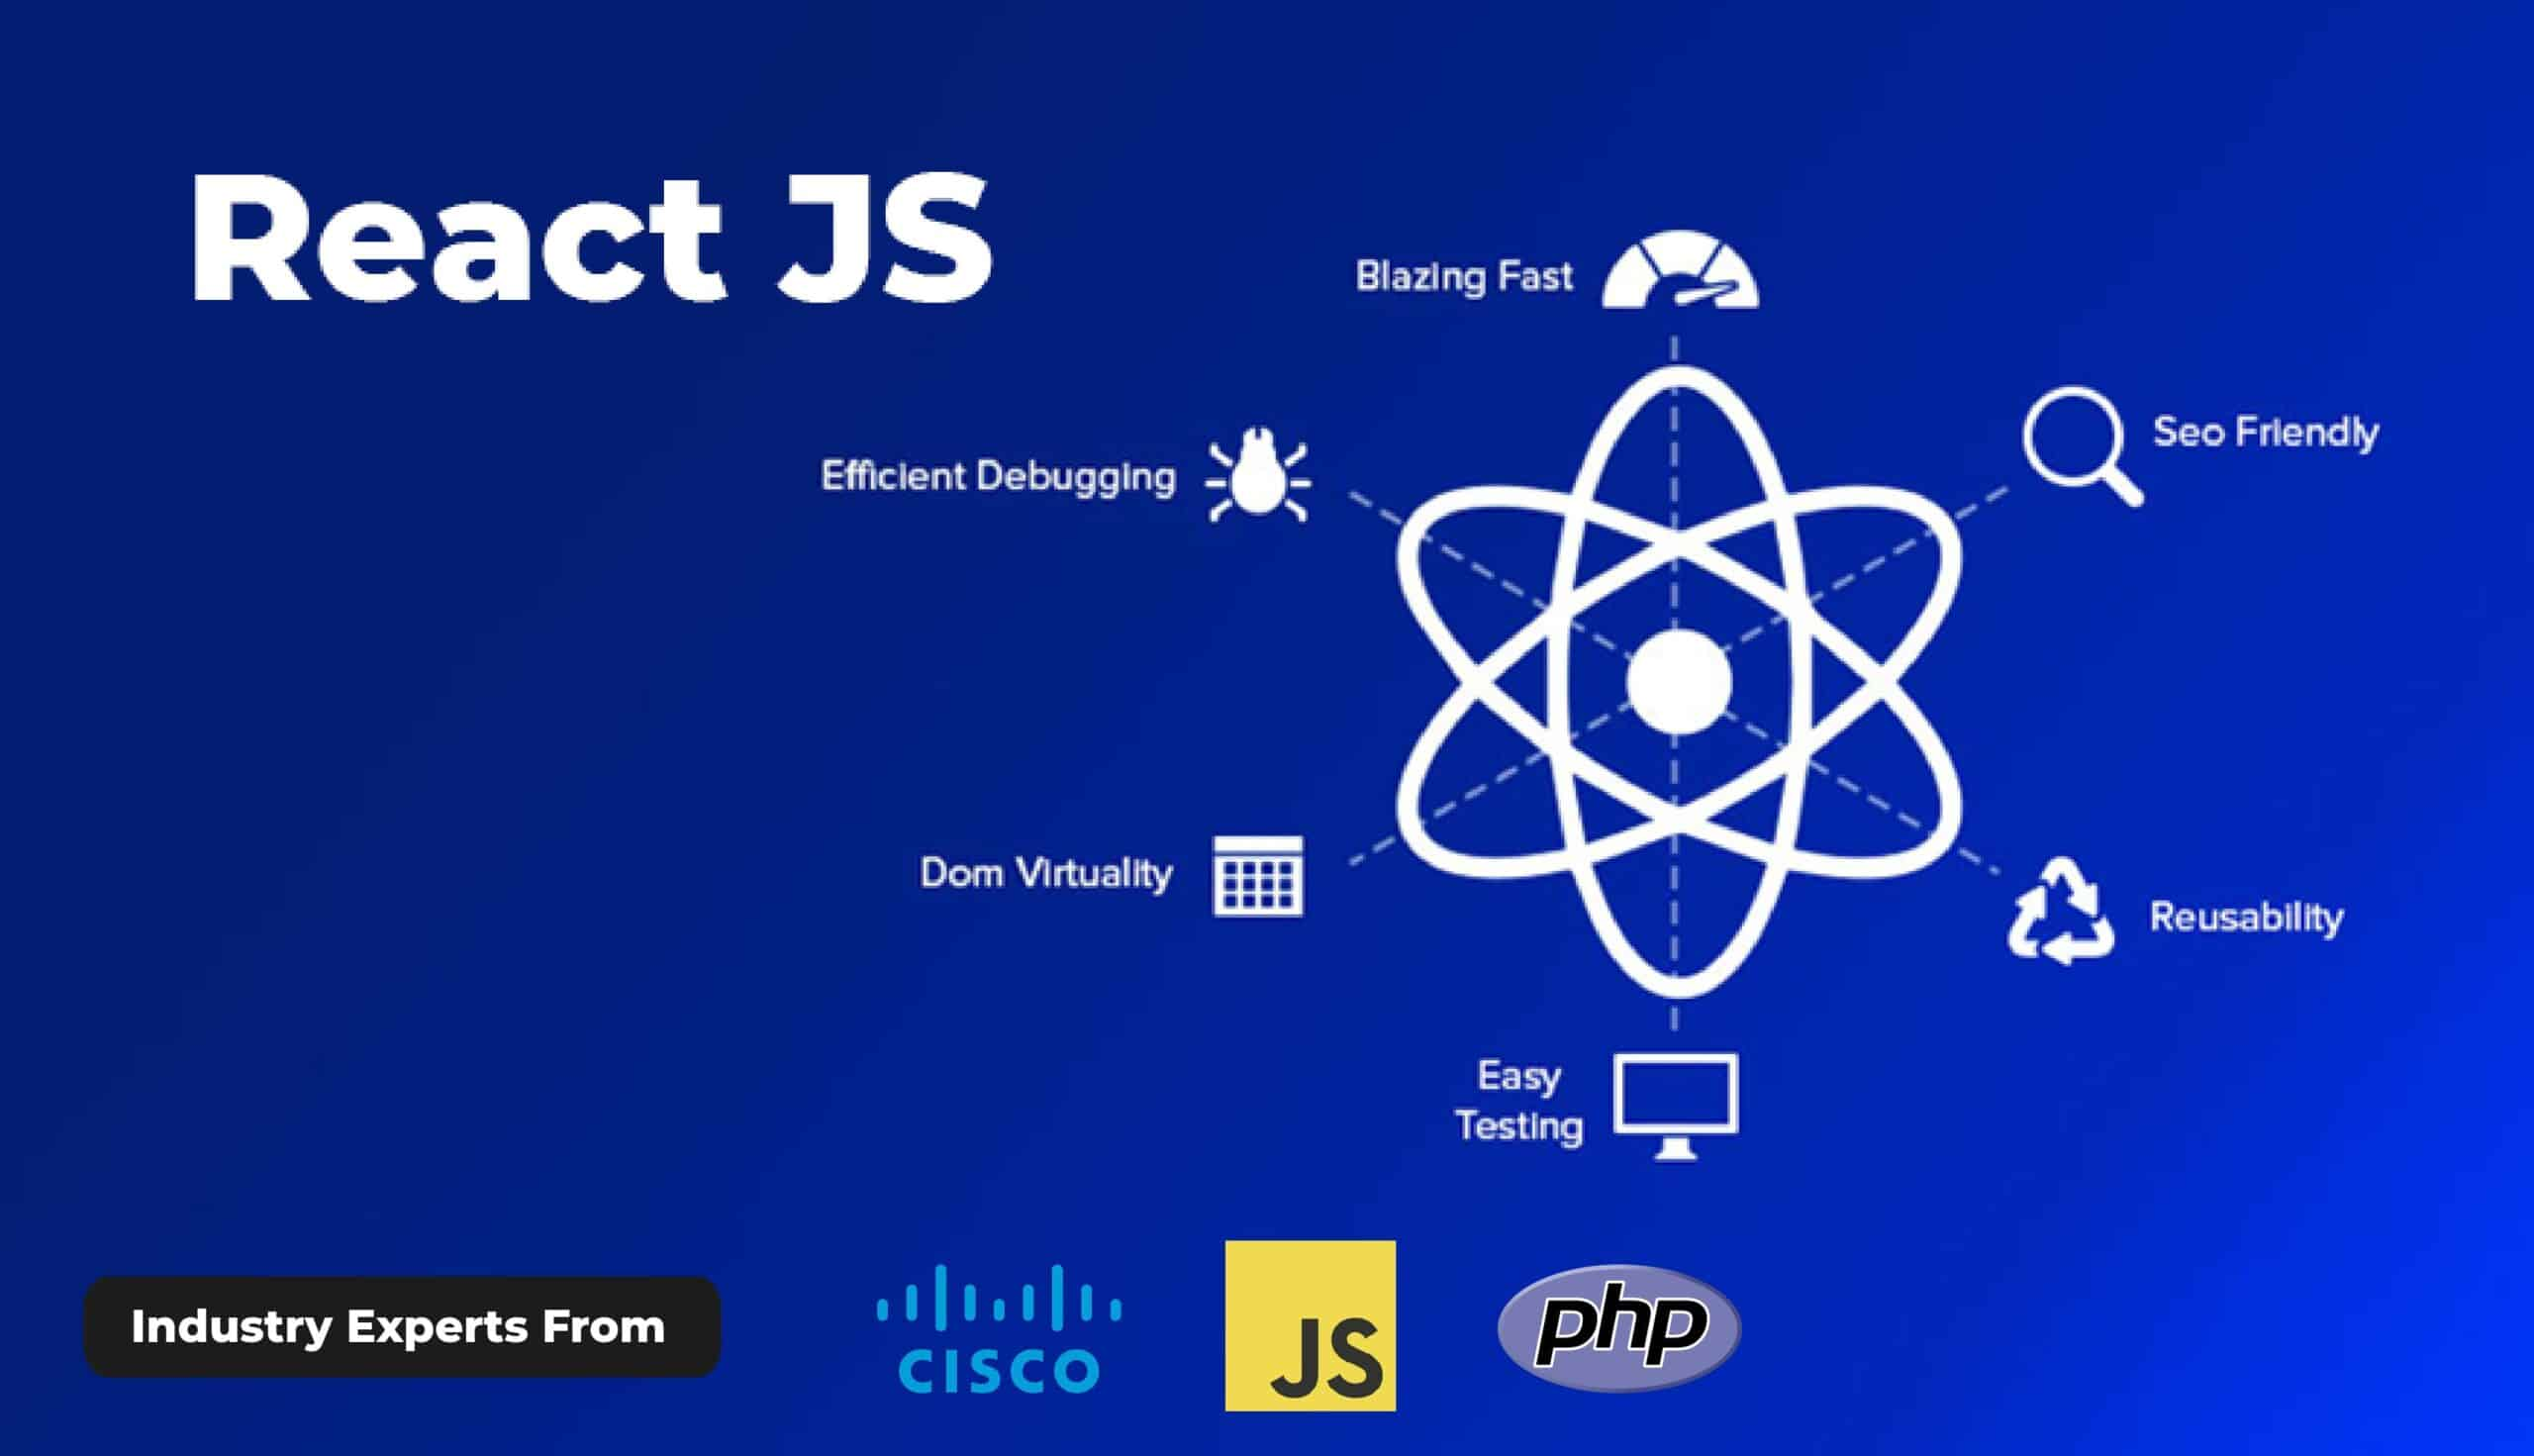 React JS
Blazing Fast
Seo Friendly
Efficient Debugging
Dom Virtuality
Reusability
Easy
Testing
Industry Experts From
CISCO
JS
php